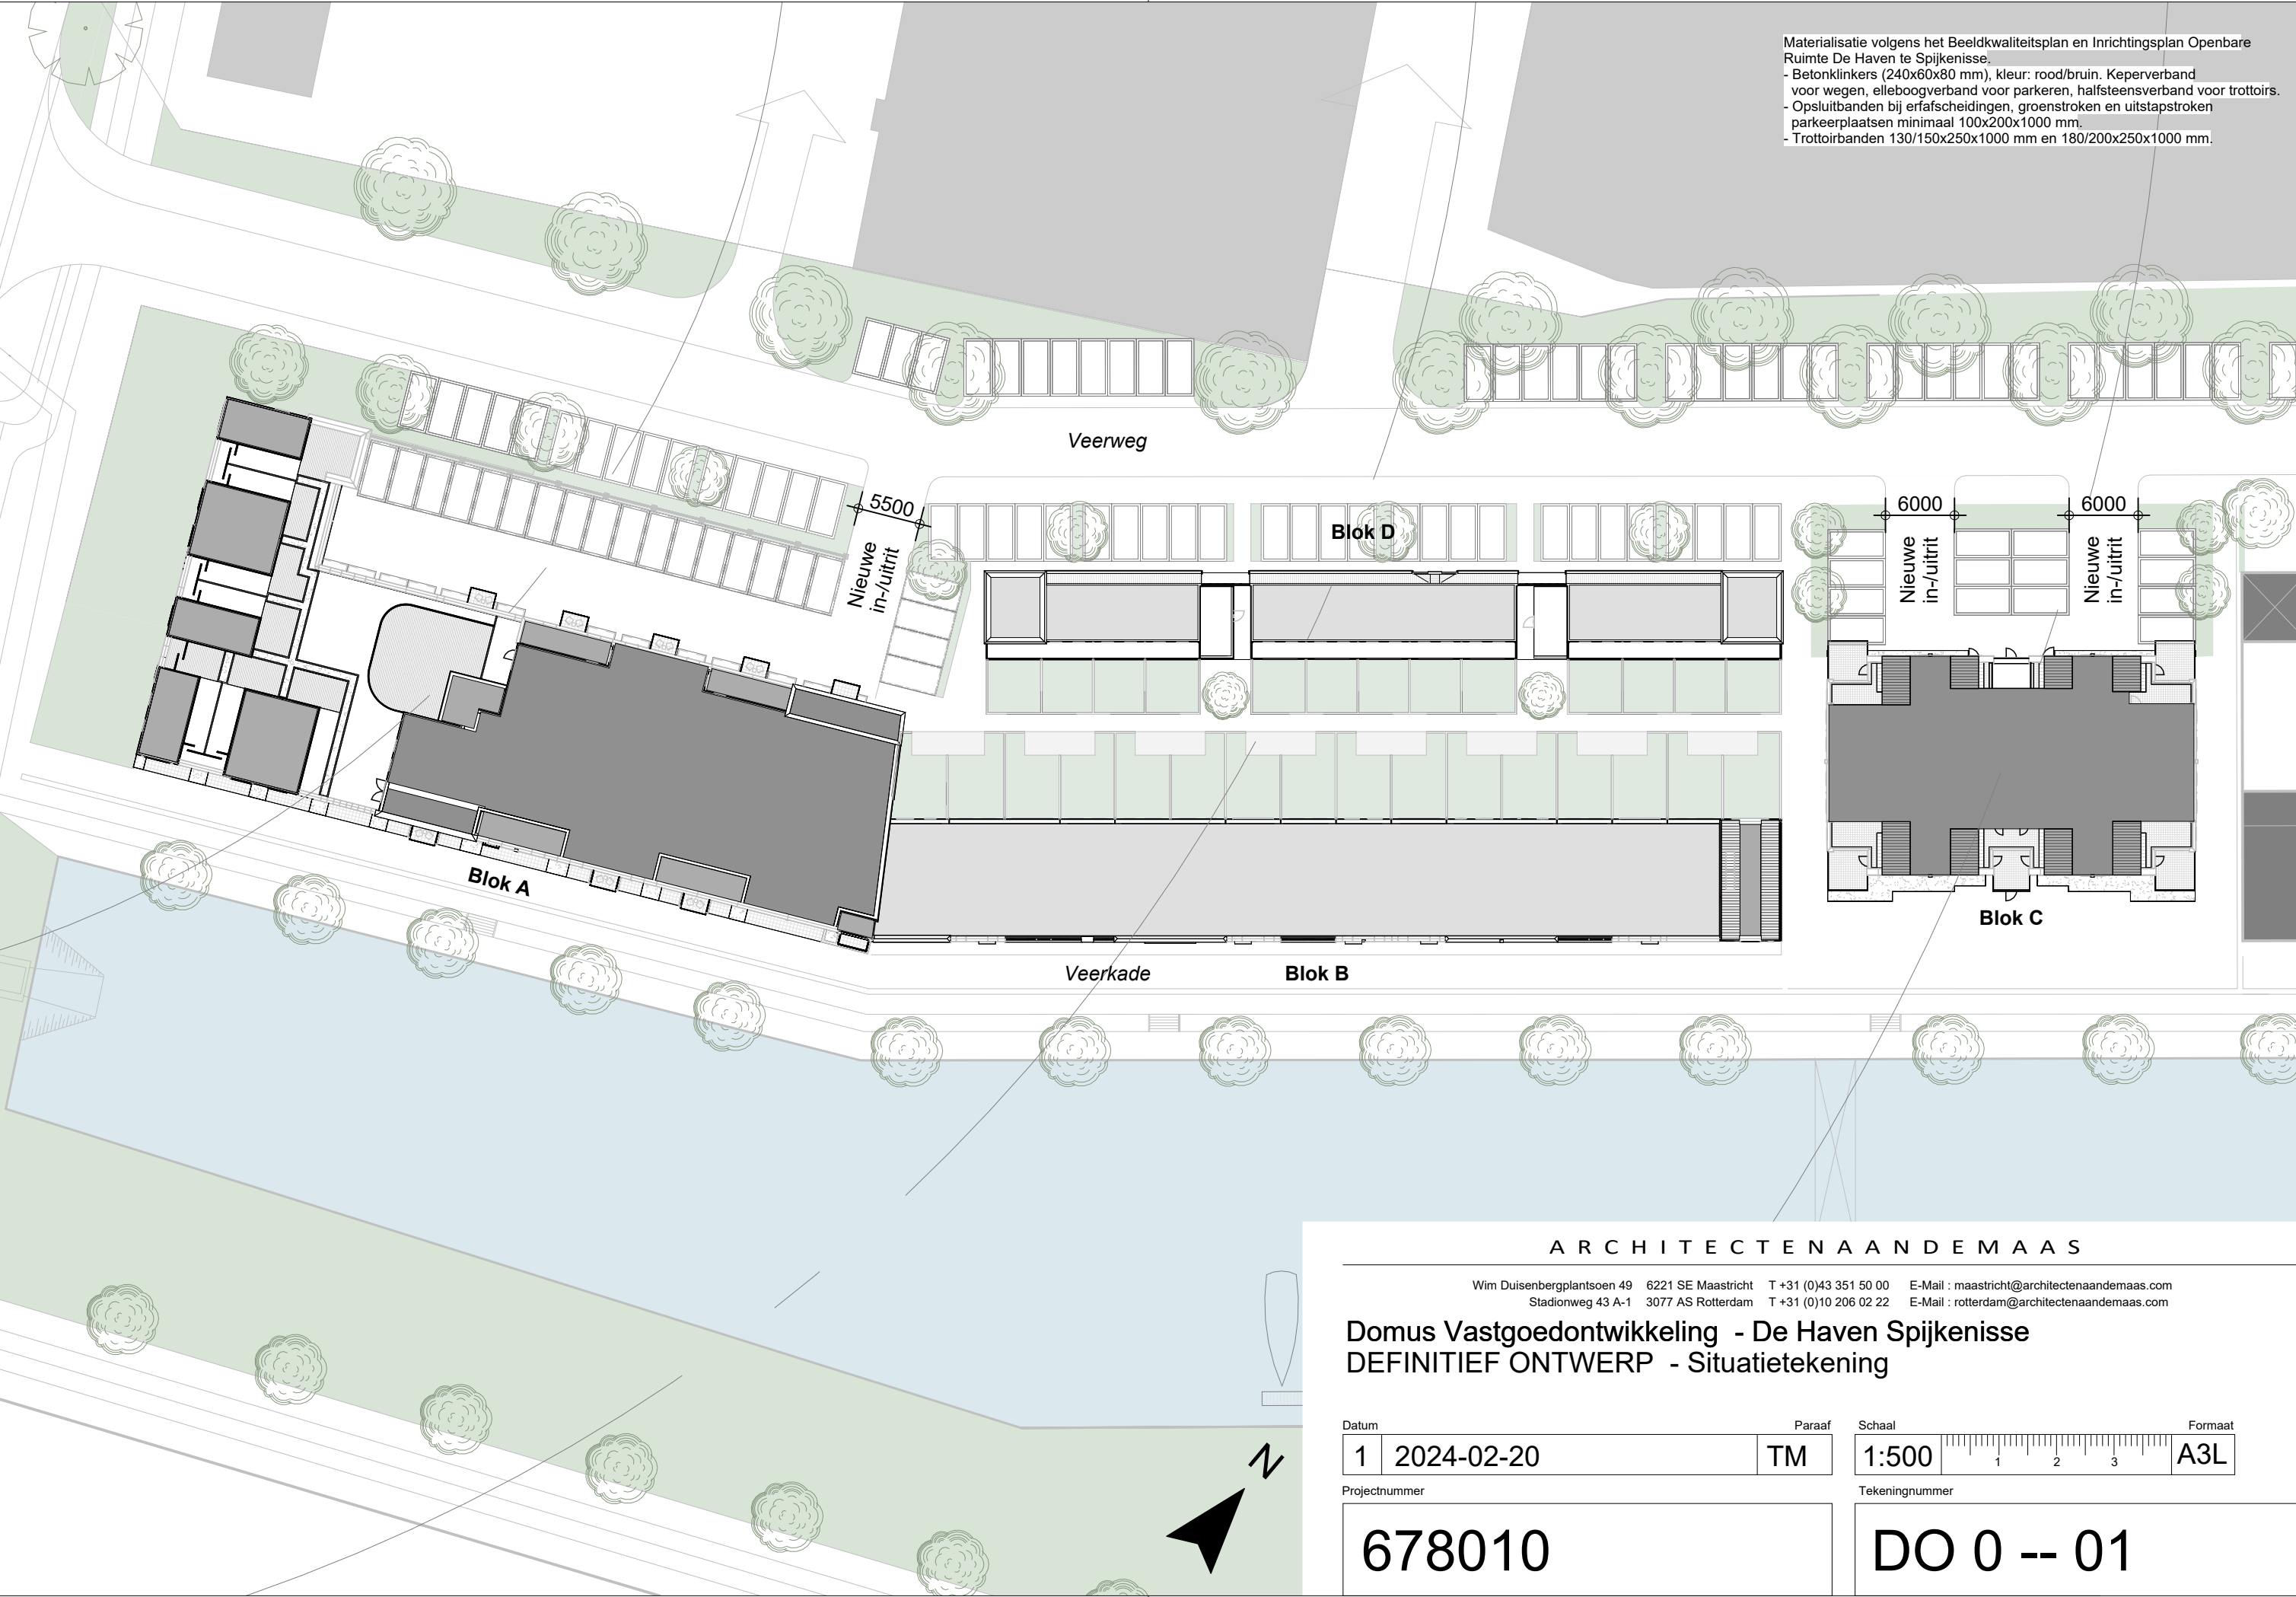 Materialisatie volgens het Beeldkwaliteitsplan en Inrichtingsplan Openbare
Ruimte De Haven te Spijkenisse.
- Betonklinkers (240x60x80 mm), kleur: rood/bruin. Keperverband
voor wegen, elleboogverband voor parkeren, halfsteensverband voor trottoirs.
- Opsluitbanden bij erfafscheidingen, groenstroken en uitstapstroken
parkeerplaatsen minimaal 100x200x1000 mm.
- Trottoirbanden 130/150x250x1000 mm en 180/200x250x1000 mm.
Veerweg
5500
Nieuwe
in-/uitrit
Blok D
6000
Nieuwe
in-/uitrit
6000
Nieuwe
in-/uitrit
Blok A
Blok C
Veerkade
Blok B
ARCHITECTENAANDEMAAS
Wim Duisenbergplantsoen 49 6221 SE Maastricht T +31 (0)43 351 50 00 E-Mail : maastricht@architectenaandemaas.com
Stadionweg 43 A-1 3077 AS Rotterdam T +31 (0)10 206 02 22 E-Mail : rotterdam@architectenaandemaas.com
Domus Vastgoedontwikkeling - De Haven Spijkenisse
DEFINITIEF ONTWERP - Situatietekening
Datum Paraaf Schaal Formaat
1 2024-02-20 TM 1:500 1 2 3 A3L
Projectnummer Tekeningnummer
678010 DO 0 -- 01
N